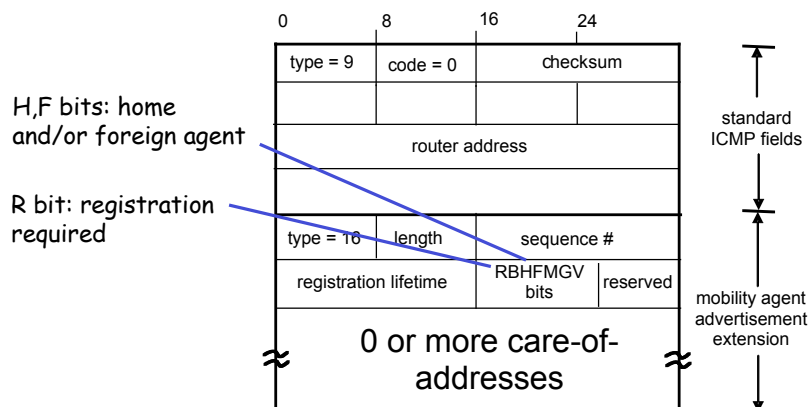 0 8 16 24
type = 9 code = 0 checksum
H,F bits: home
and/or foreign agent
standard
ICMP fields
router address
R bit: registration
required
type = 16 length sequence #
registration lifetime RBHFMGV
bits reserved
mobility agent
advertisement
extension
0 or more care-of-
addresses